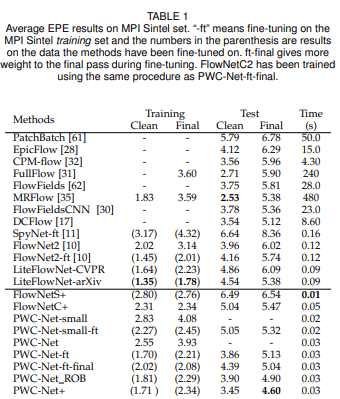 TABLE 1
Average EPE results on MPI Sintel set. "-ft" means fine-tuning on the
MPI Sintel training set and the numbers in the parenthesis are results
on the data the methods have been fine-tuned on. ft-final gives more
weight to the final pass during fine-tuning. FlowNetC2 has been trained
using the same procedure as PWC-Net-ft-final.
Methods Training Test Time
Clean Final Clean Final (s)
PatchBatch [61] - - 5.79 6.78 50.0
EpicFlow [28] - - 4.12 6.29 15.0
CPM-flow [32] - - 3.56 5.96 4.30
FullFlow [31] - 3.60 2.71 5.90 240
FlowFields [62] - - 3.75 5.81 28.0
MRFlow [35] 1.83 3.59 2.53 5.38 480
FlowFieldsCNN [30] - - 3.78 5.36 23.0
DCFlow [17] - - 3.54 5.12 8.60
SpyNet-ft [11] (3.17) (4.32) 6.64 8.36 0.16
FlowNet2 [10] 2.02 3.14 3.96 6.02 0.12
FlowNet2-ft [10] (1.45) (2.01) 4.16 5.74 0.12
LiteFlowNet-CVPR (1.64) (2.23) 4.86 6.09 0.09
LiteFlowNet-arXiv (1.35) (1.78) 4.54 5.38 0.09
FlowNetS+ (2.80) (2.76) 6.49 6.54 0.01
FlowNetC+ 2.31 2.34 5.04 5.47 0.05
PWC-Net-small 2.83 4.08 - - 0.02
PWC-Net-small-ft (2.27) (2.45) 5.05 5.32 0.02
PWC-Net 2.55 3.93 - - 0.03
PWC-Net-ft (1.70) (2.21) 3.86 5.13 0.03
PWC-Net-ft-final (2.02) (2.08) 4.39 5.04 0.03
PWC-Net_ROB (1.81) (2.29) 3.90 4.90 0.03
PWC-Net+ (1.71 ) (2.34) 3.45 4.60 0.03